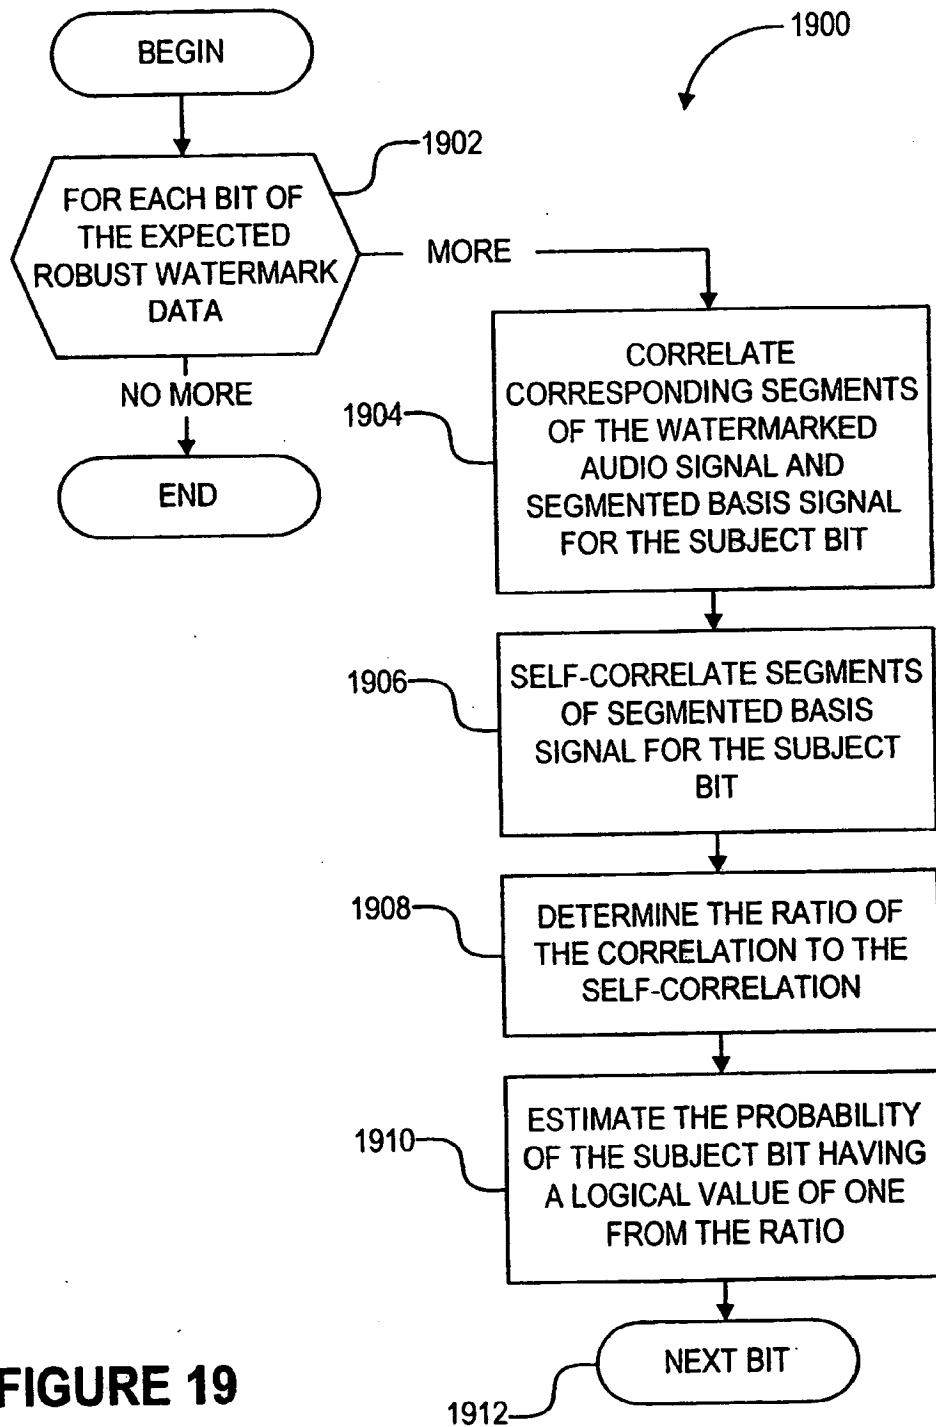 BEGIN
1900
1902
FOR EACH BIT OF
THE EXPECTED
ROBUST WATERMARK
DATA
MORE
NO MORE
END
1904
CORRELATE
CORRESPONDING SEGMENTS
OF THE WATERMARKED
AUDIO SIGNAL AND
SEGMENTED BASIS SIGNAL
FOR THE SUBJECT BIT
1906
SELF-CORRELATE SEGMENTS
OF SEGMENTED BASIS
SIGNAL FOR THE SUBJECT
BIT
1908
DETERMINE THE RATIO OF
THE CORRELATION TO THE
SELF-CORRELATION
1910
ESTIMATE THE PROBABILITY
OF THE SUBJECT BIT HAVING
A LOGICAL VALUE OF ONE
FROM THE RATIO
NEXT BIT
1912
FIGURE 19